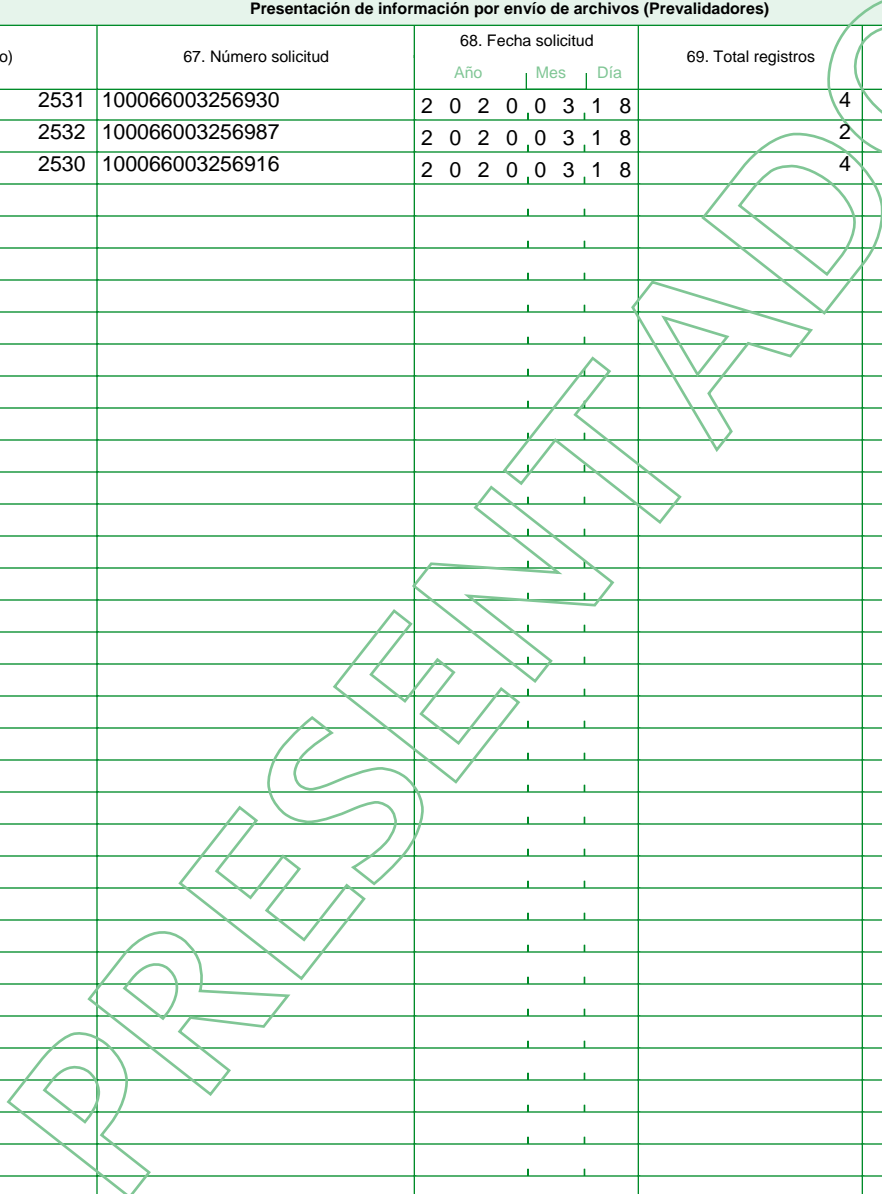 Presentación de información por envío de archivos (Prevalidadores)
o) 67. Número solicitud 68. Fecha solicitud 69. Total registros
Año Mes Día
2531 100066003256930 2 0 2 0 0 3 1 8 4
2532 100066003256987 2 0 2 0 0 3 1 8 2
2530 100066003256916 2 0 2 0 0 3 1 8 4
PRESENTADO